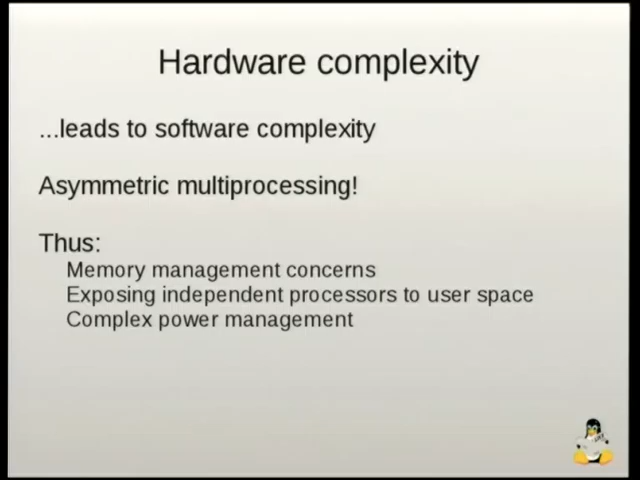 Hardware complexity
...leads to software complexity
Asymmetric multiprocessing!
Thus:
Memory management concerns
Exposing independent processors to user space
Complex power management